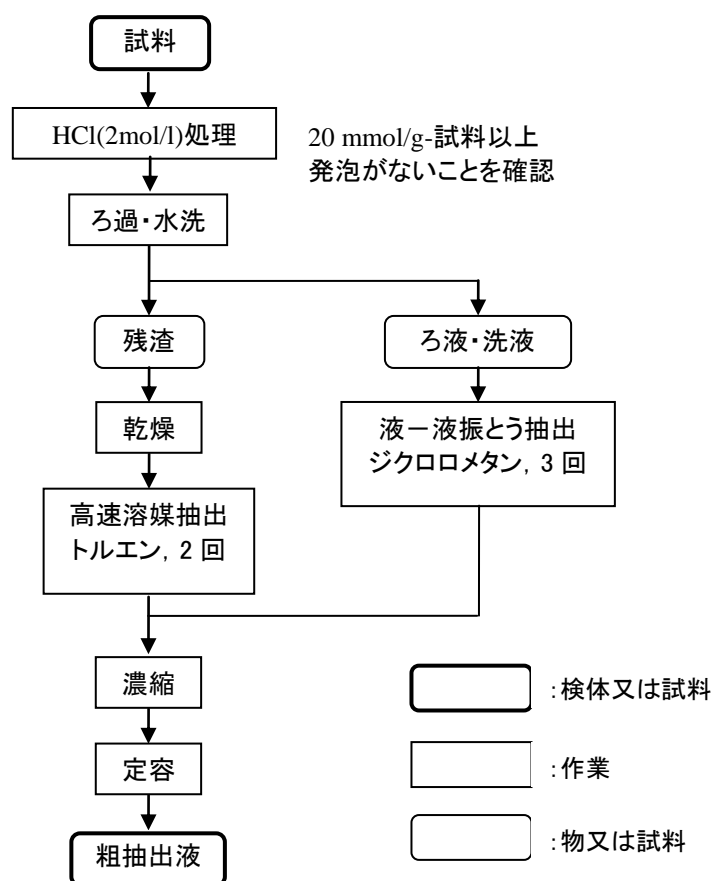 試料
HCl(2mol/l)処理
20 mmol/g-試料以上
発泡がないことを確認
ろ過・水洗
残渣
ろ液・洗液
乾燥
液－液振とう抽出
ジクロロメタン，3 回
高速溶媒抽出
トルエン，2 回
濃縮
定容
粗抽出液
：検体又は試料
：作業
：物又は試料